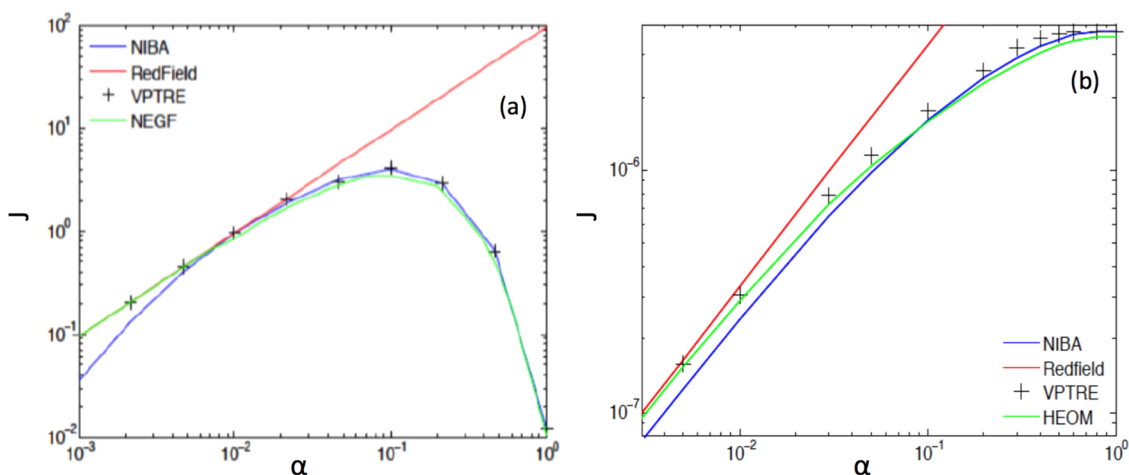 10^2
10^1
10^0
10^-1
10^-2
J
NIBA
RedField
VPTRE
NEGF
(a)
10^-3
10^-2
10^-1
10^0
α
10^-6
10^-7
J
(b)
NIBA
Redfield
VPTRE
HEOM
10^-2
10^-1
10^0
α